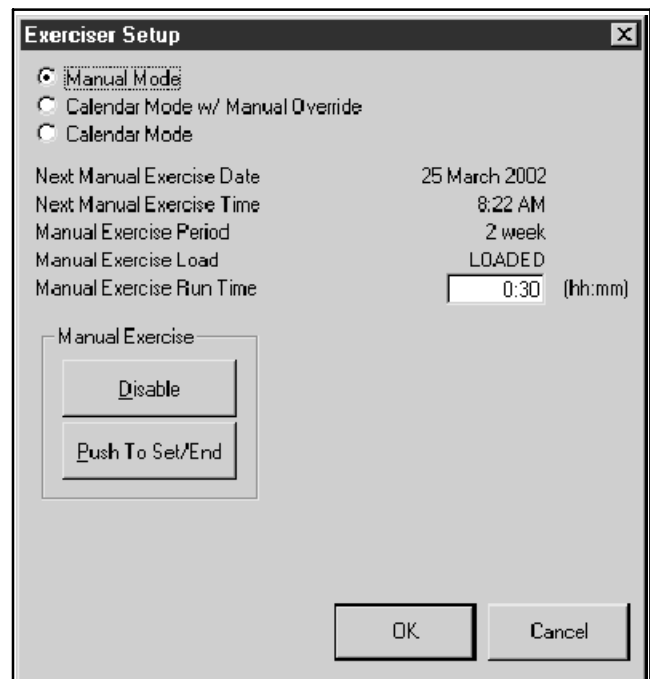 Exerciser Setup
Manual Mode
Calendar Mode w/ Manual Override
Calendar Mode
Next Manual Exercise Date 25 March 2002
Next Manual Exercise Time 8:22 AM
Manual Exercise Period 2 week
Manual Exercise Load LOADED
Manual Exercise Run Time 0:30 (hh:mm)
Manual Exercise
Disable
Push To Set/End
OK Cancel